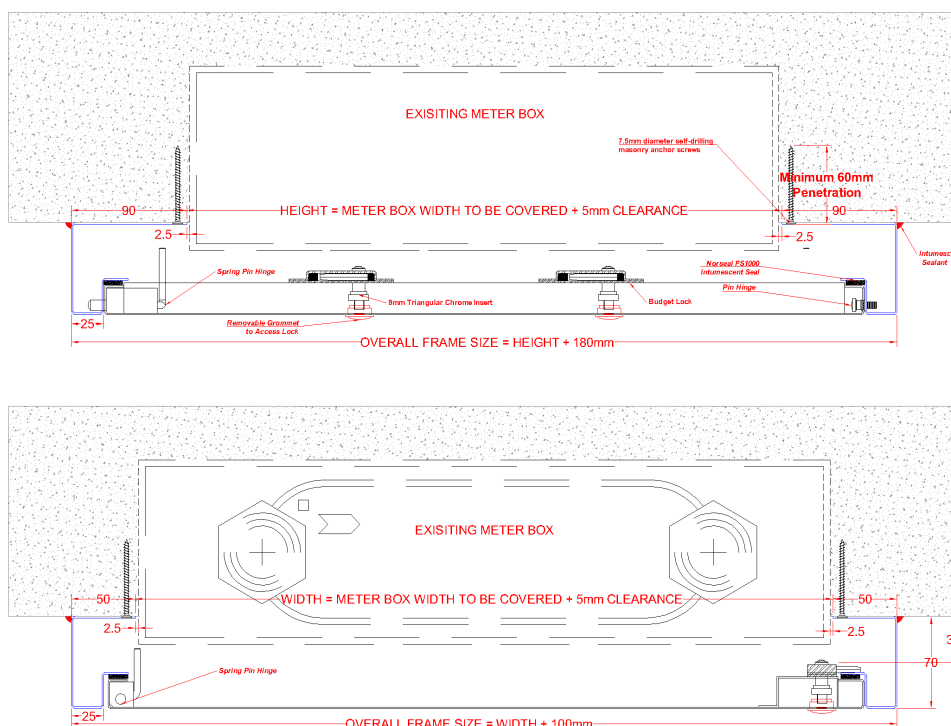 EXISITING METER BOX
7.5mm diameter self-drilling
masonry anchor screws
Minimum 60mm
Penetration
90
HEIGHT = METER BOX WIDTH TO BE COVERED + 5mm CLEARANCE
90
2.5
2.5
Intumesc
Sealant
Spring Pin Hinge
Norseal FS1000
Intumescent Seal
Pin Hinge
8mm Triangular Chrome Insert
Budget Lock
Removable Grommet
to Access Lock
25
OVERALL FRAME SIZE = HEIGHT + 180mm
EXISITING METER BOX
50
WIDTH = METER BOX WIDTH TO BE COVERED + 5mm CLEARANCE
50
2.5
2.5
3
70
Spring Pin Hinge
25
OVERALL FRAME SIZE = WIDTH + 100mm